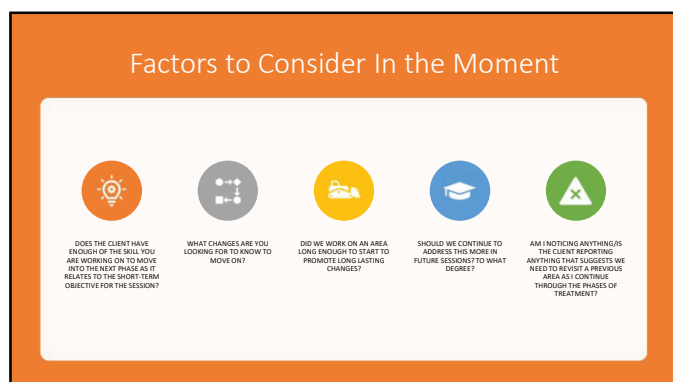 Factors to Consider In the Moment
DOES THE CLIENT HAVE
ENOUGH OF THE SKILL YOU
ARE WORKING ON TO MOVE
INTO THE NEXT PHASE AS IT
RELATES TO THE SHORT-TERM
OBJECTIVE FOR THE SESSION?
WHAT CHANGES ARE YOU
LOOKING FOR TO KNOW TO
MOVE ON?
DID WE WORK ON AN AREA
LONG ENOUGH TO START TO
PROMOTE LONG LASTING
CHANGES?
SHOULD WE CONTINUE TO
ADDRESS THIS MORE IN
FUTURE SESSIONS? TO WHAT
DEGREE?
AM I NOTICING ANYTHING/IS
THE CLIENT REPORTING
ANYTHING THAT SUGGESTS WE
NEED TO REVISIT A PREVIOUS
AREA AS I CONTINUE
THROUGH THE PHASES OF
TREATMENT?